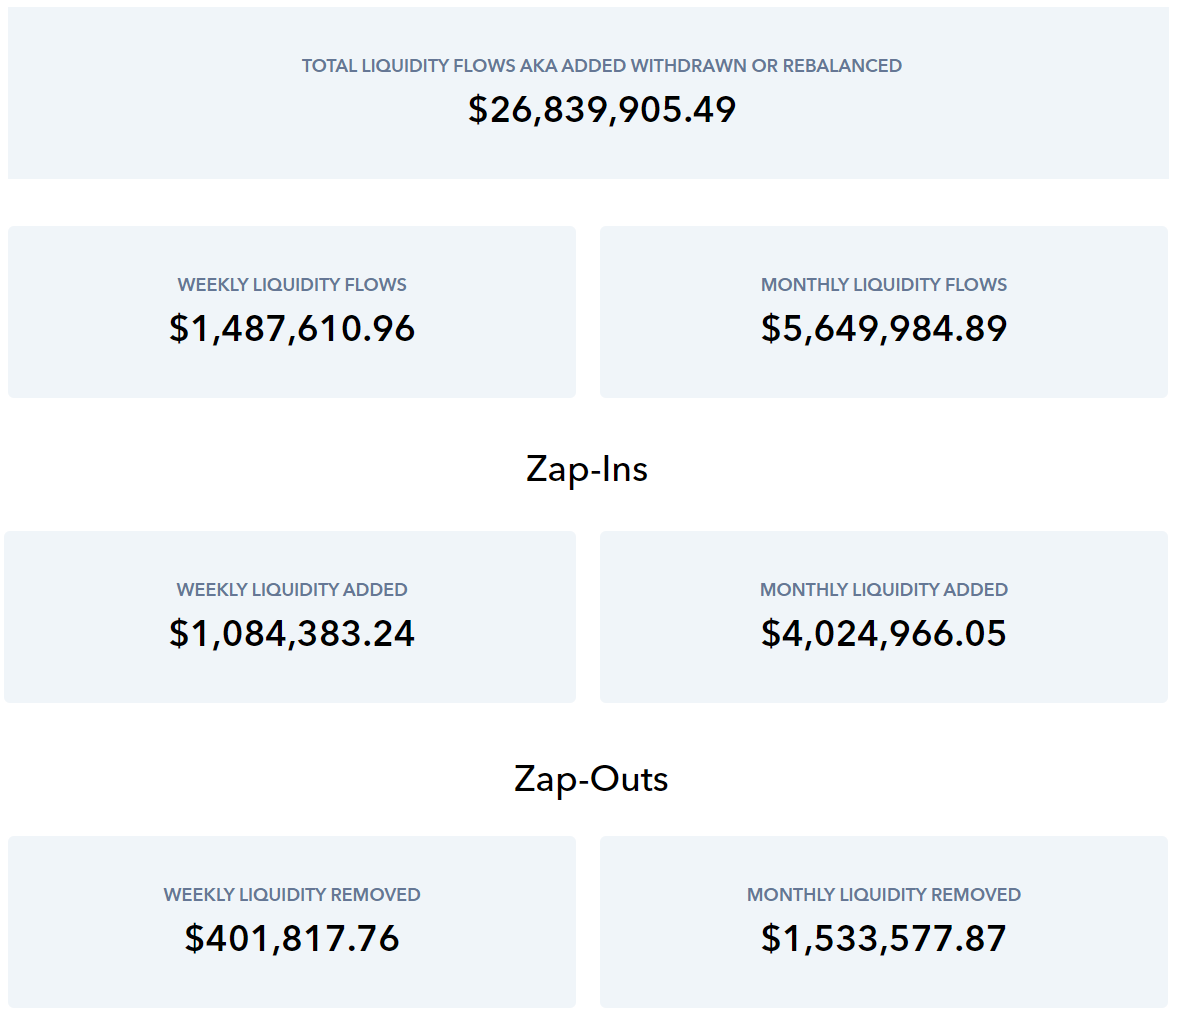 TOTAL LIQUIDITY FLOWS AKA ADDED WITHDRAWN OR REBALANCED
$26,839,905.49
WEEKLY LIQUIDITY FLOWS
$1,487,610.96
MONTHLY LIQUIDITY FLOWS
$5,649,984.89
Zap-Ins
WEEKLY LIQUIDITY ADDED
$1,084,383.24
MONTHLY LIQUIDITY ADDED
$4,024,966.05
Zap-Outs
WEEKLY LIQUIDITY REMOVED
$401,817.76
MONTHLY LIQUIDITY REMOVED
$1,533,577.87